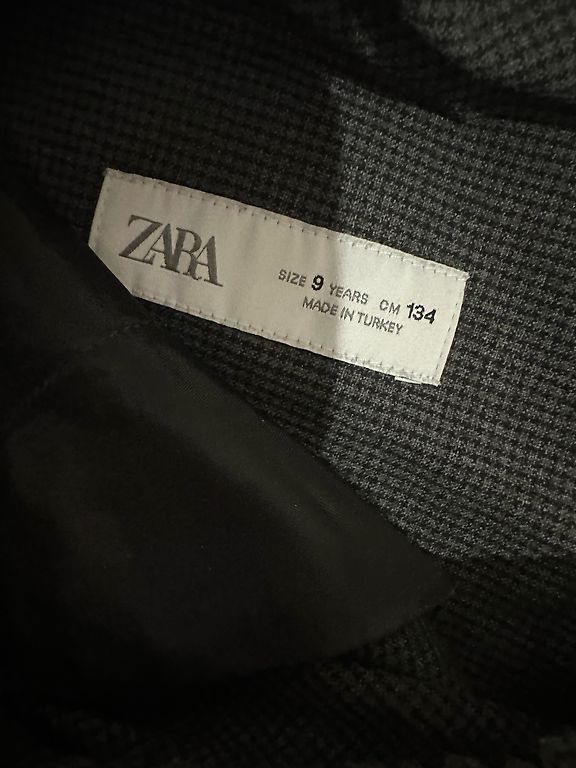 ZARA
SIZE 9 YEARS CM 134
MADE IN TURKEY